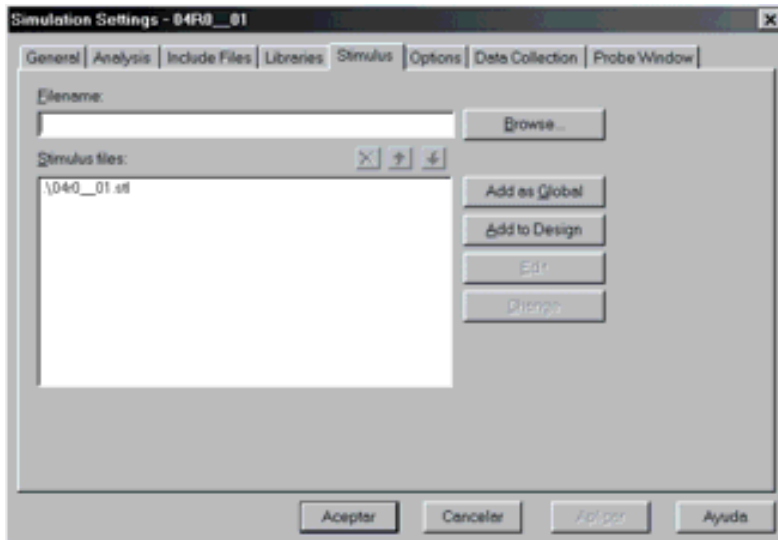 Simulation Settings - 04R0__01
General Analysis Include Files Libraries Stimulus Options Data Collection Probe Window
Filename:
Browse...
Stimulus files:
.\04r0__01.stl
Add as Global
Add to Design
Edit
Change
Aceptar Cancelar Aplicar Ayuda